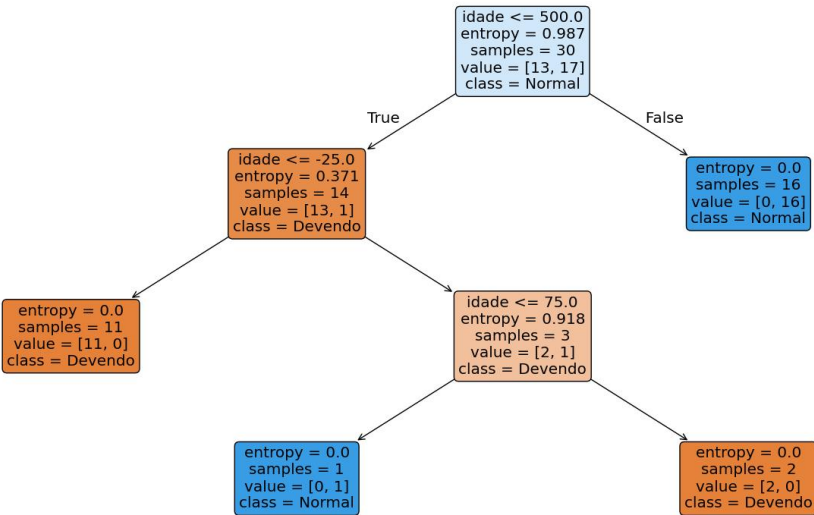 idade <= 500.0
entropy = 0.987
samples = 30
value = [13, 17]
class = Normal
True
False
idade <= -25.0
entropy = 0.371
samples = 14
value = [13, 1]
class = Devendo
entropy = 0.0
samples = 16
value = [0, 16]
class = Normal
entropy = 0.0
samples = 11
value = [11, 0]
class = Devendo
idade <= 75.0
entropy = 0.918
samples = 3
value = [2, 1]
class = Devendo
entropy = 0.0
samples = 1
value = [0, 1]
class = Normal
entropy = 0.0
samples = 2
value = [2, 0]
class = Devendo